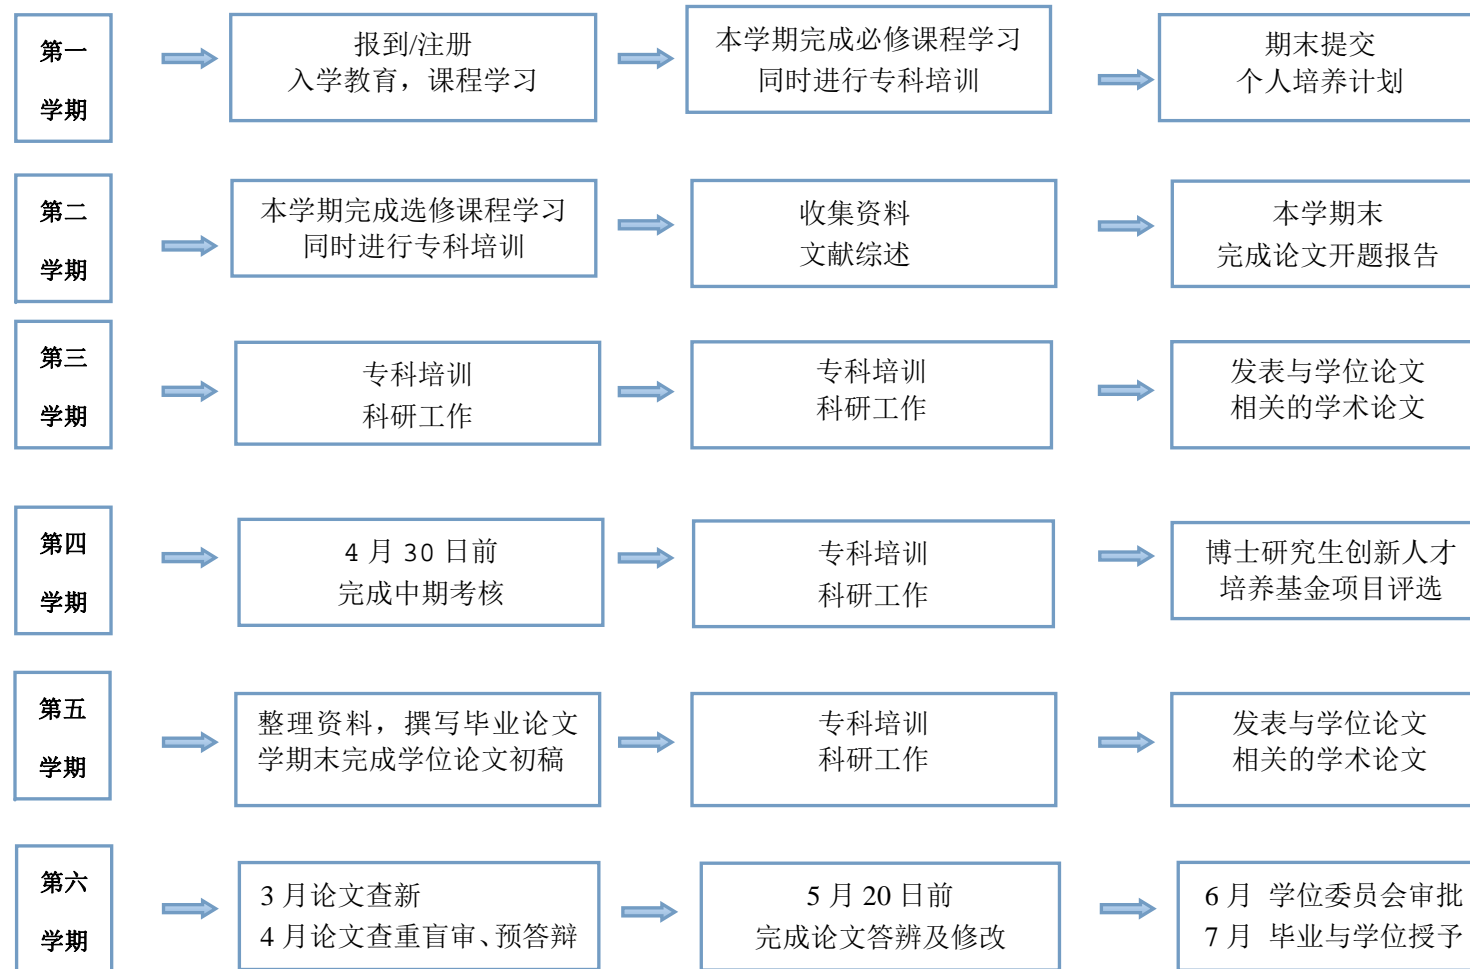 第一
学期
报到/注册
入学教育，课程学习
本学期完成必修课程学习
同时进行专科培训
期末提交
个人培养计划
第二
学期
本学期完成选修课程学习
同时进行专科培训
收集资料
文献综述
本学期末
完成论文开题报告
第三
学期
专科培训
科研工作
专科培训
科研工作
发表与学位论文
相关的学术论文
第四
学期
4 月 30 日前
完成中期考核
专科培训
科研工作
博士研究生创新人才
培养基金项目评选
第五
学期
整理资料，撰写毕业论文
学期末完成学位论文初稿
专科培训
科研工作
发表与学位论文
相关的学术论文
第六
学期
3 月论文查新
4 月论文查重盲审、预答辩
5 月 20 日前
完成论文答辨及修改
6 月 学位委员会审批
7 月 毕业与学位授予